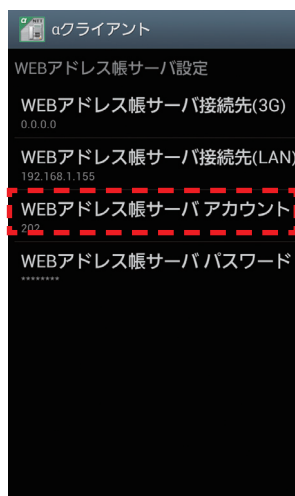 αクライアント
WEBアドレス帳サーバ設定
WEBアドレス帳サーバ接続先(3G)
0.0.0.0
WEBアドレス帳サーバ接続先(LAN)
192.168.1.155
WEBアドレス帳サーバ アカウント
202
WEBアドレス帳サーバ パスワード
********